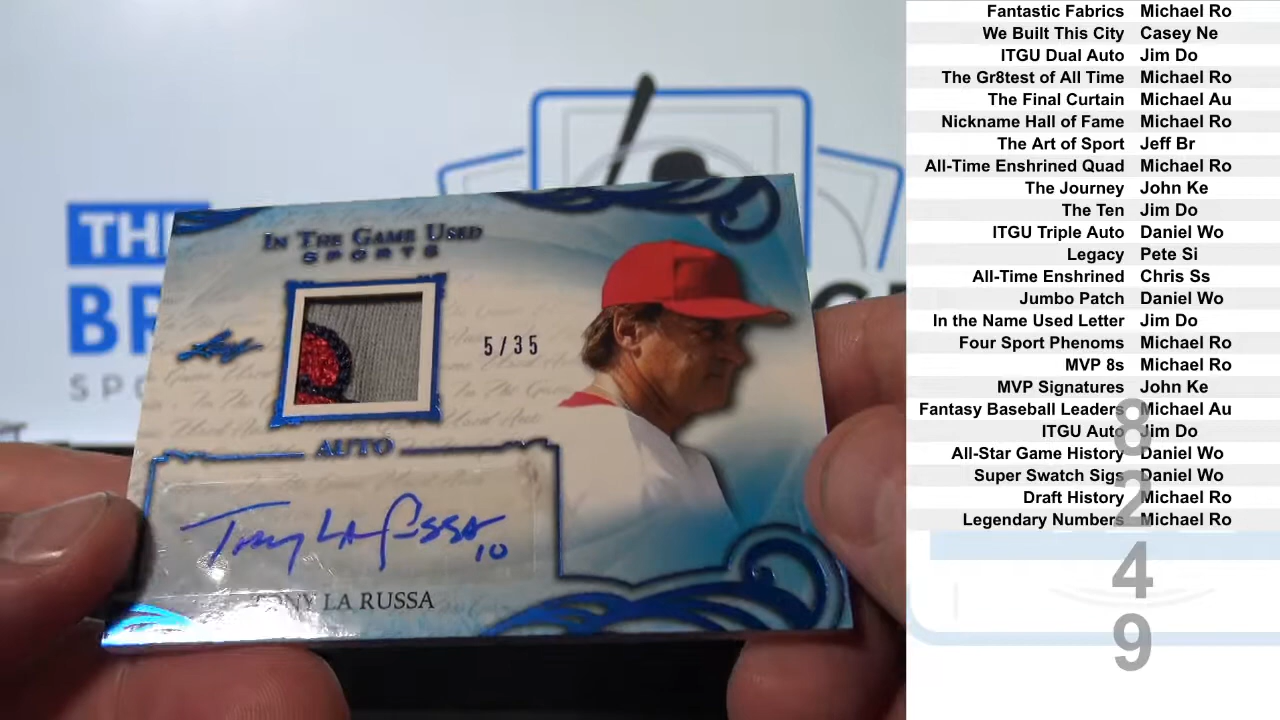 THE
BR
SPO
IN THE GAME USED
SPORTS
Leaf
5/35
AUTO
Tony LaRussa
10
TONY LA RUSSA
Fantastic Fabrics Michael Ro
We Built This City Casey Ne
ITGU Dual Auto Jim Do
The Gr8test of All Time Michael Ro
The Final Curtain Michael Au
Nickname Hall of Fame Michael Ro
The Art of Sport Jeff Br
All-Time Enshrined Quad Michael Ro
The Journey John Ke
The Ten Jim Do
ITGU Triple Auto Daniel Wo
Legacy Pete Si
All-Time Enshrined Chris Ss
Jumbo Patch Daniel Wo
In the Name Used Letter Jim Do
Four Sport Phenoms Michael Ro
MVP 8s Michael Ro
MVP Signatures John Ke
Fantasy Baseball Leaders Michael Au
ITGU Auto Jim Do
All-Star Game History Daniel Wo
Super Swatch Sigs Daniel Wo
Draft History Michael Ro
Legendary Numbers Michael Ro
8
2
4
9